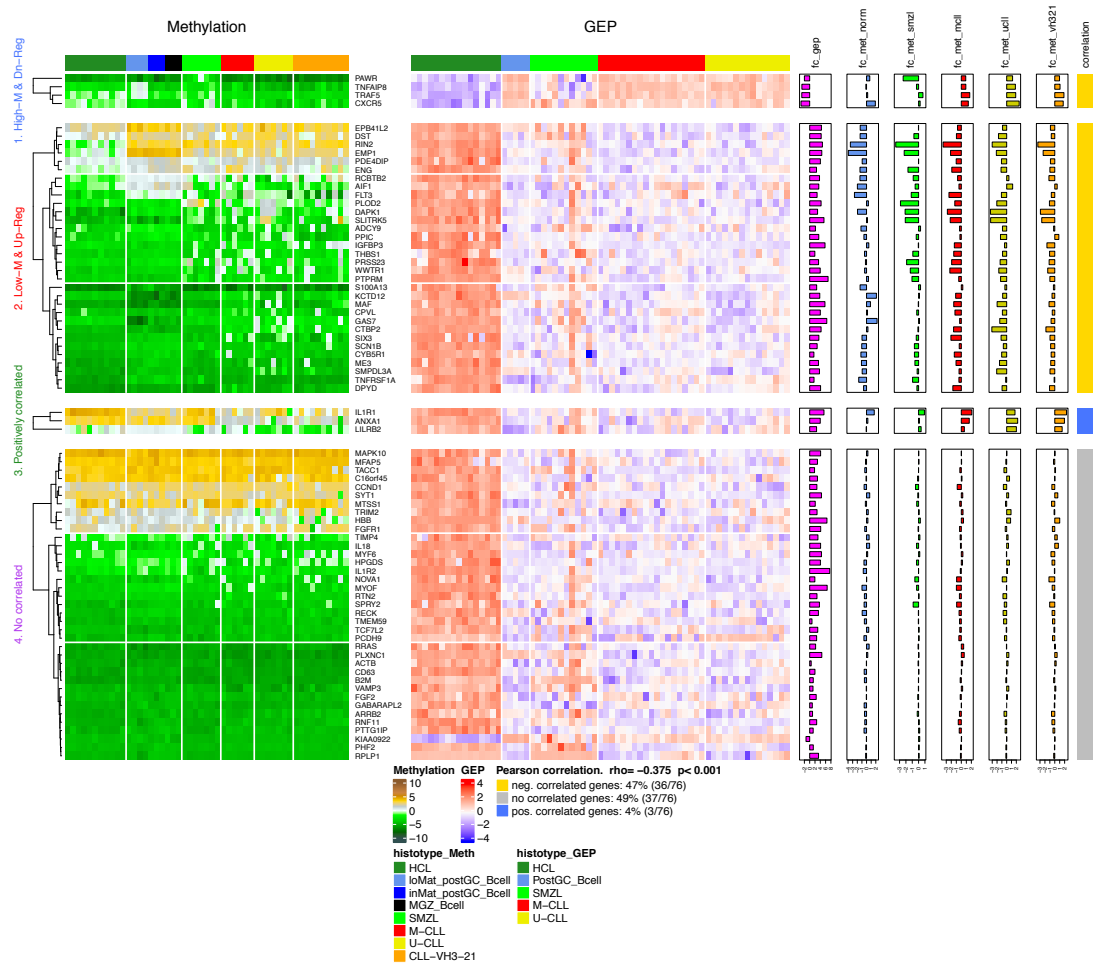 Methylation
GEP
fc_gep
fc_met_norm
fc_met_smzl
fc_met_mcll
fc_met_ucll
fc_met_vh321
correlation
1. High-M & Dn-Reg
PAWR
TNFAIP8
TRAF5
CXCR5
2. Low-M & Up-Reg
EPB41L2
DST
RIN2
EMP1
PDE4DIP
ENG
RCBTB2
AIF1
FLT3
PLOD2
DAPK1
SLITRK5
ADCY9
PPIC
IGFBP3
THBS1
PRSS23
WWTR1
PTPRM
S100A13
KCTD12
MAF
CPVL
GAS7
CTBP2
SIX3
SCN1B
CYB5R1
ME3
SMPDL3A
TNFRSF1A
DPYD
3. Positively correlated
IL1R1
ANXA1
LILRB2
4. No correlated
MAPK10
MFAP5
TACC1
C16orf45
CCND1
SYT1
MTSS1
TRIM2
HBB
FGFR1
TIMP4
IL18
MYF6
HPGDS
IL1R2
NOVA1
MYOF
RTN2
SPRY2
RECK
TMEM59
TCF7L2
PCDH9
RRAS
PLXNC1
ACTB
CD63
B2M
VAMP3
FGF2
GABARAPL2
ARRB2
RNF11
PTTG1IP
KIAA0922
PHF2
RPLP1
Methylation
10
5
0
−5
−10
GEP
4
2
0
−2
−4
Pearson correlation. rho= −0.375 p< 0.001
neg. correlated genes: 47% (36/76)
no correlated genes: 49% (37/76)
pos. correlated genes: 4% (3/76)
histotype_Meth
HCL
loMat_postGC_Bcell
inMat_postGC_Bcell
MGZ_Bcell
SMZL
M-CLL
U-CLL
CLL-VH3-21
histotype_GEP
HCL
PostGC_Bcell
SMZL
M-CLL
U-CLL